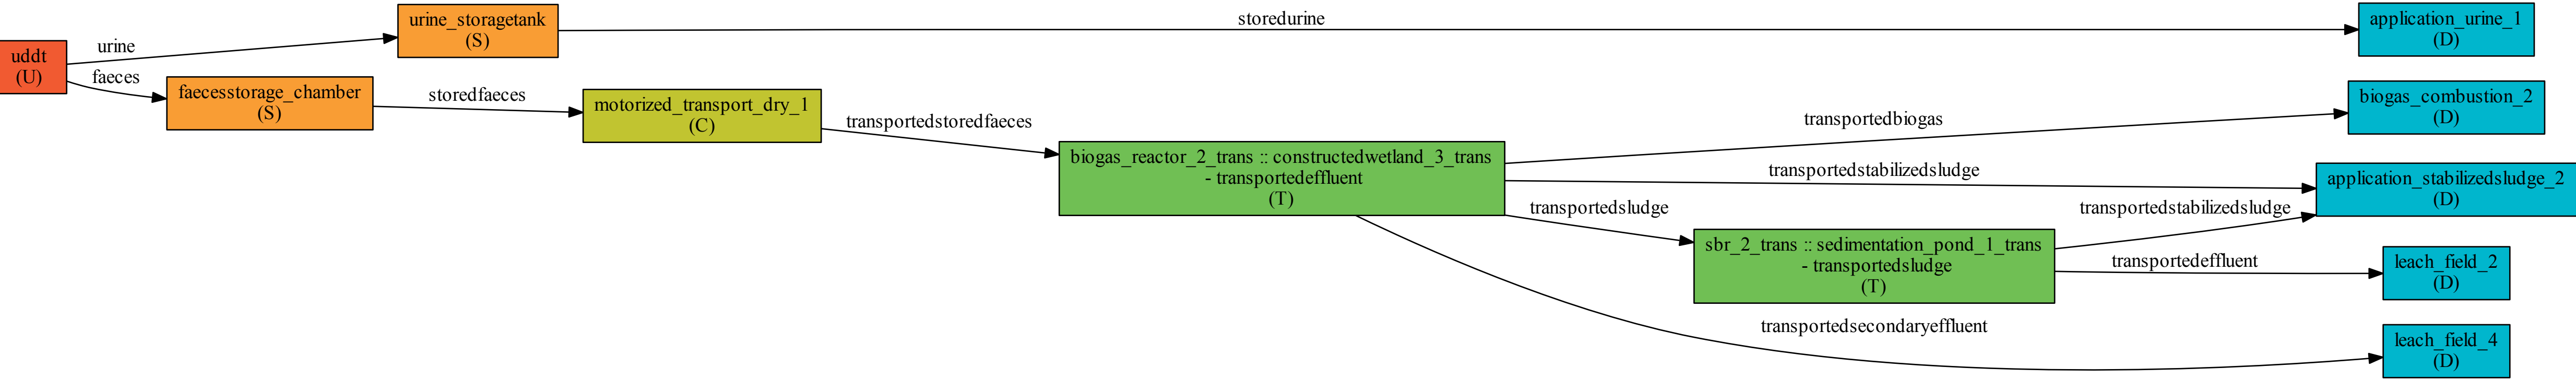 uddt
(U)
urine
faeces
urine_storagetank
(S)
faecesstorage_chamber
(S)
storedurine
storedfaeces
motorized_transport_dry_1
(C)
transportedstoredfaeces
biogas_reactor_2_trans :: constructedwetland_3_trans
- transportedeffluent
(T)
transportedbiogas
transportedstabilizedsludge
transportedsludge
transportedsecondaryeffluent
sbr_2_trans :: sedimentation_pond_1_trans
- transportedsludge
(T)
transportedstabilizedsludge
transportedeffluent
application_urine_1
(D)
biogas_combustion_2
(D)
application_stabilizedsludge_2
(D)
leach_field_2
(D)
leach_field_4
(D)